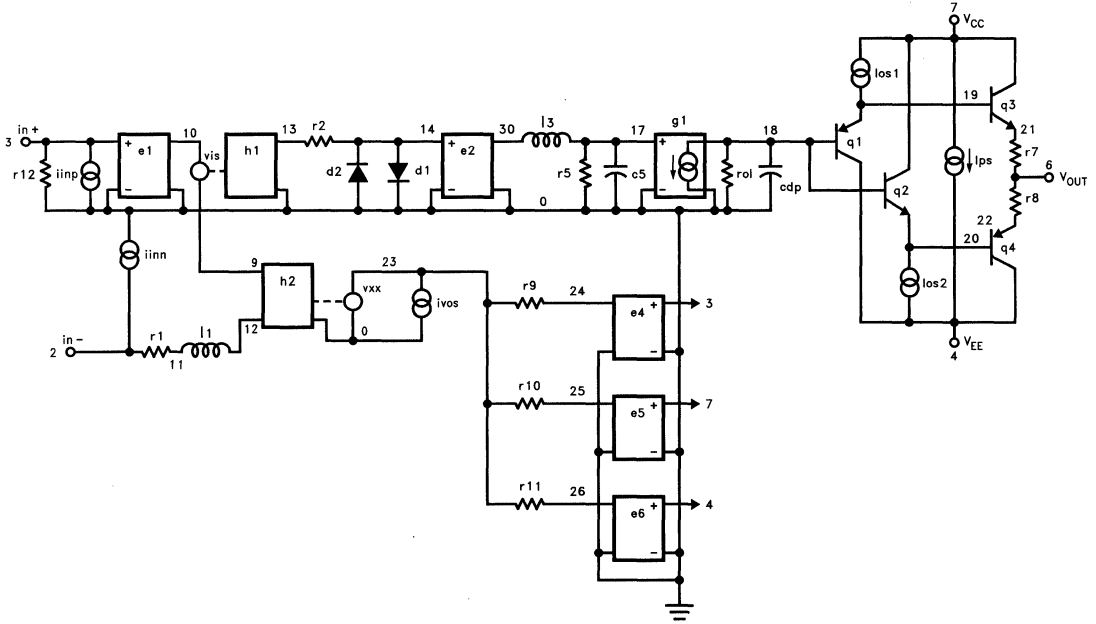 7
VCC
Ios1
19
q3
3
in+
10
13
r2
14
30
l3
17
g1
18
q1
21
r7
6
VOUT
r12
iinp
+
e1
-
vis
h1
d2
d1
+
e2
-
r5
c5
+
-
rol
cdp
Ips
q2
r8
0
22
20
q4
iinn
9
h2
23
vxx
ivos
Ios2
r9
24
e4
+
3
in-
2
r1
11
l1
12
0
-
VEE
4
r10
25
e5
+
7
-
r11
26
e6
+
4
-